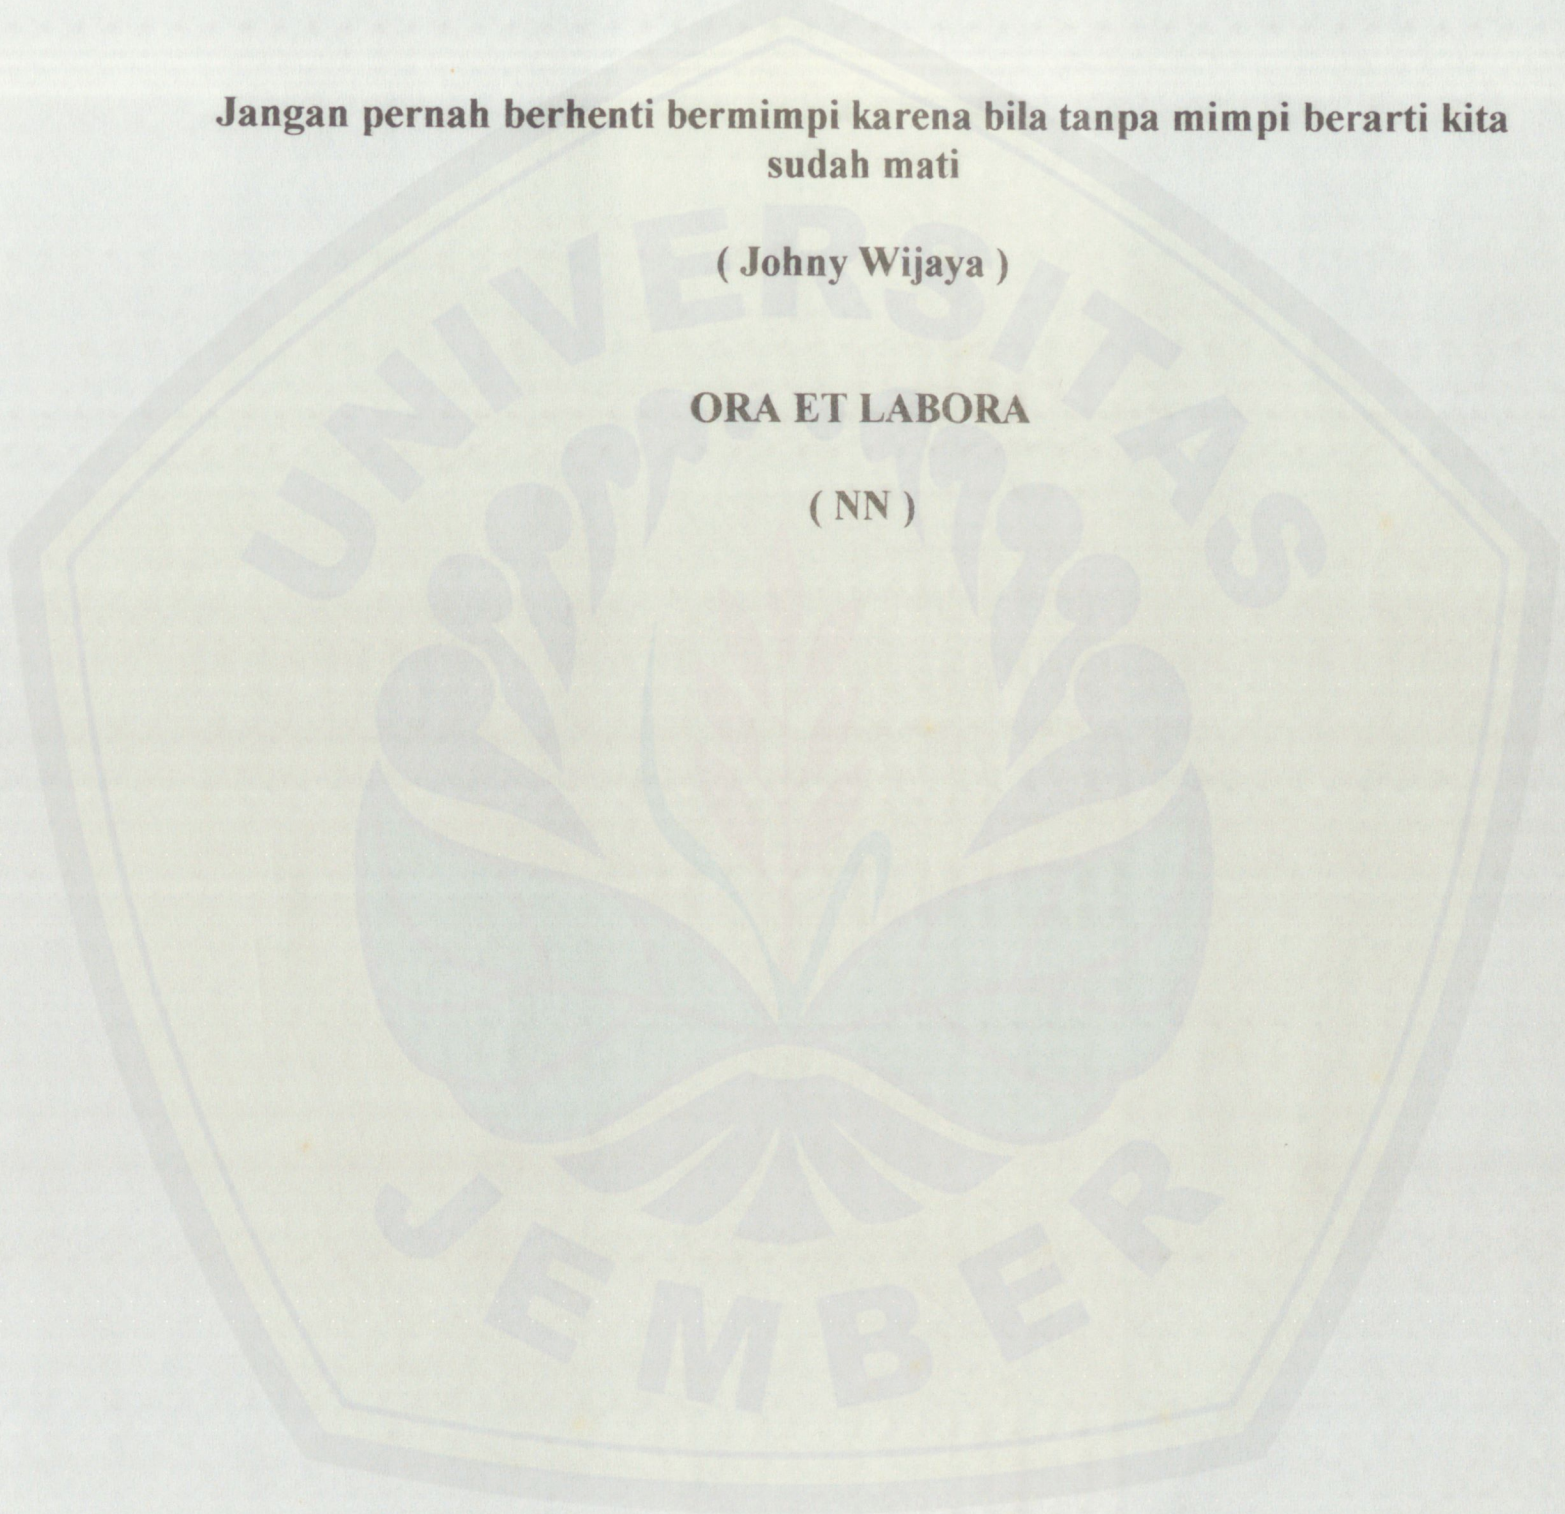 Jangan pernah berhenti bermimpi karena bila tanpa mimpi berarti kita
sudah mati
( Johny Wijaya )
ORA ET LABORA
( NN )
UNIVERSITAS
JEMBER